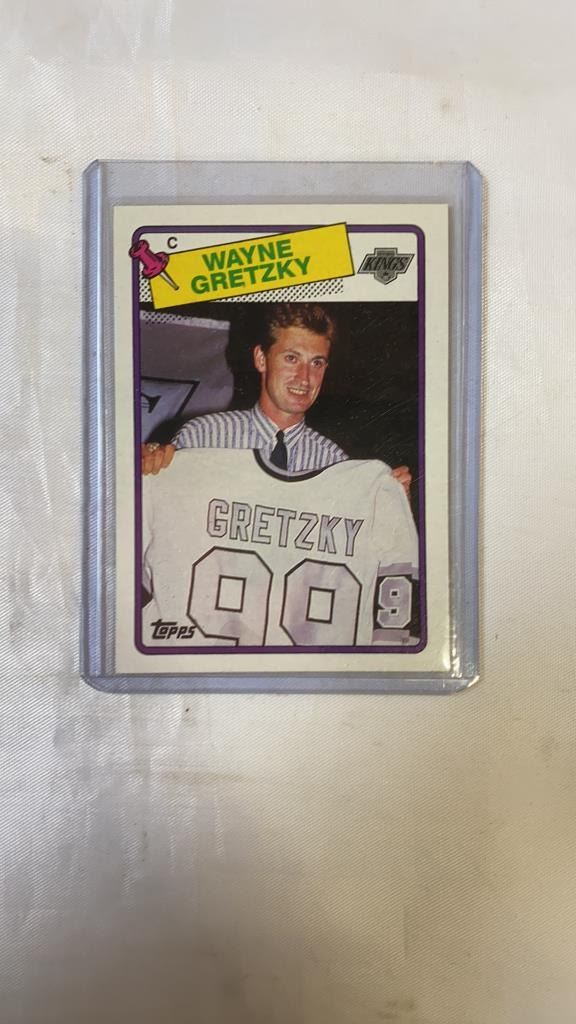 C
WAYNE
GRETZKY
KINGS
GRETZKY
99
9
topps